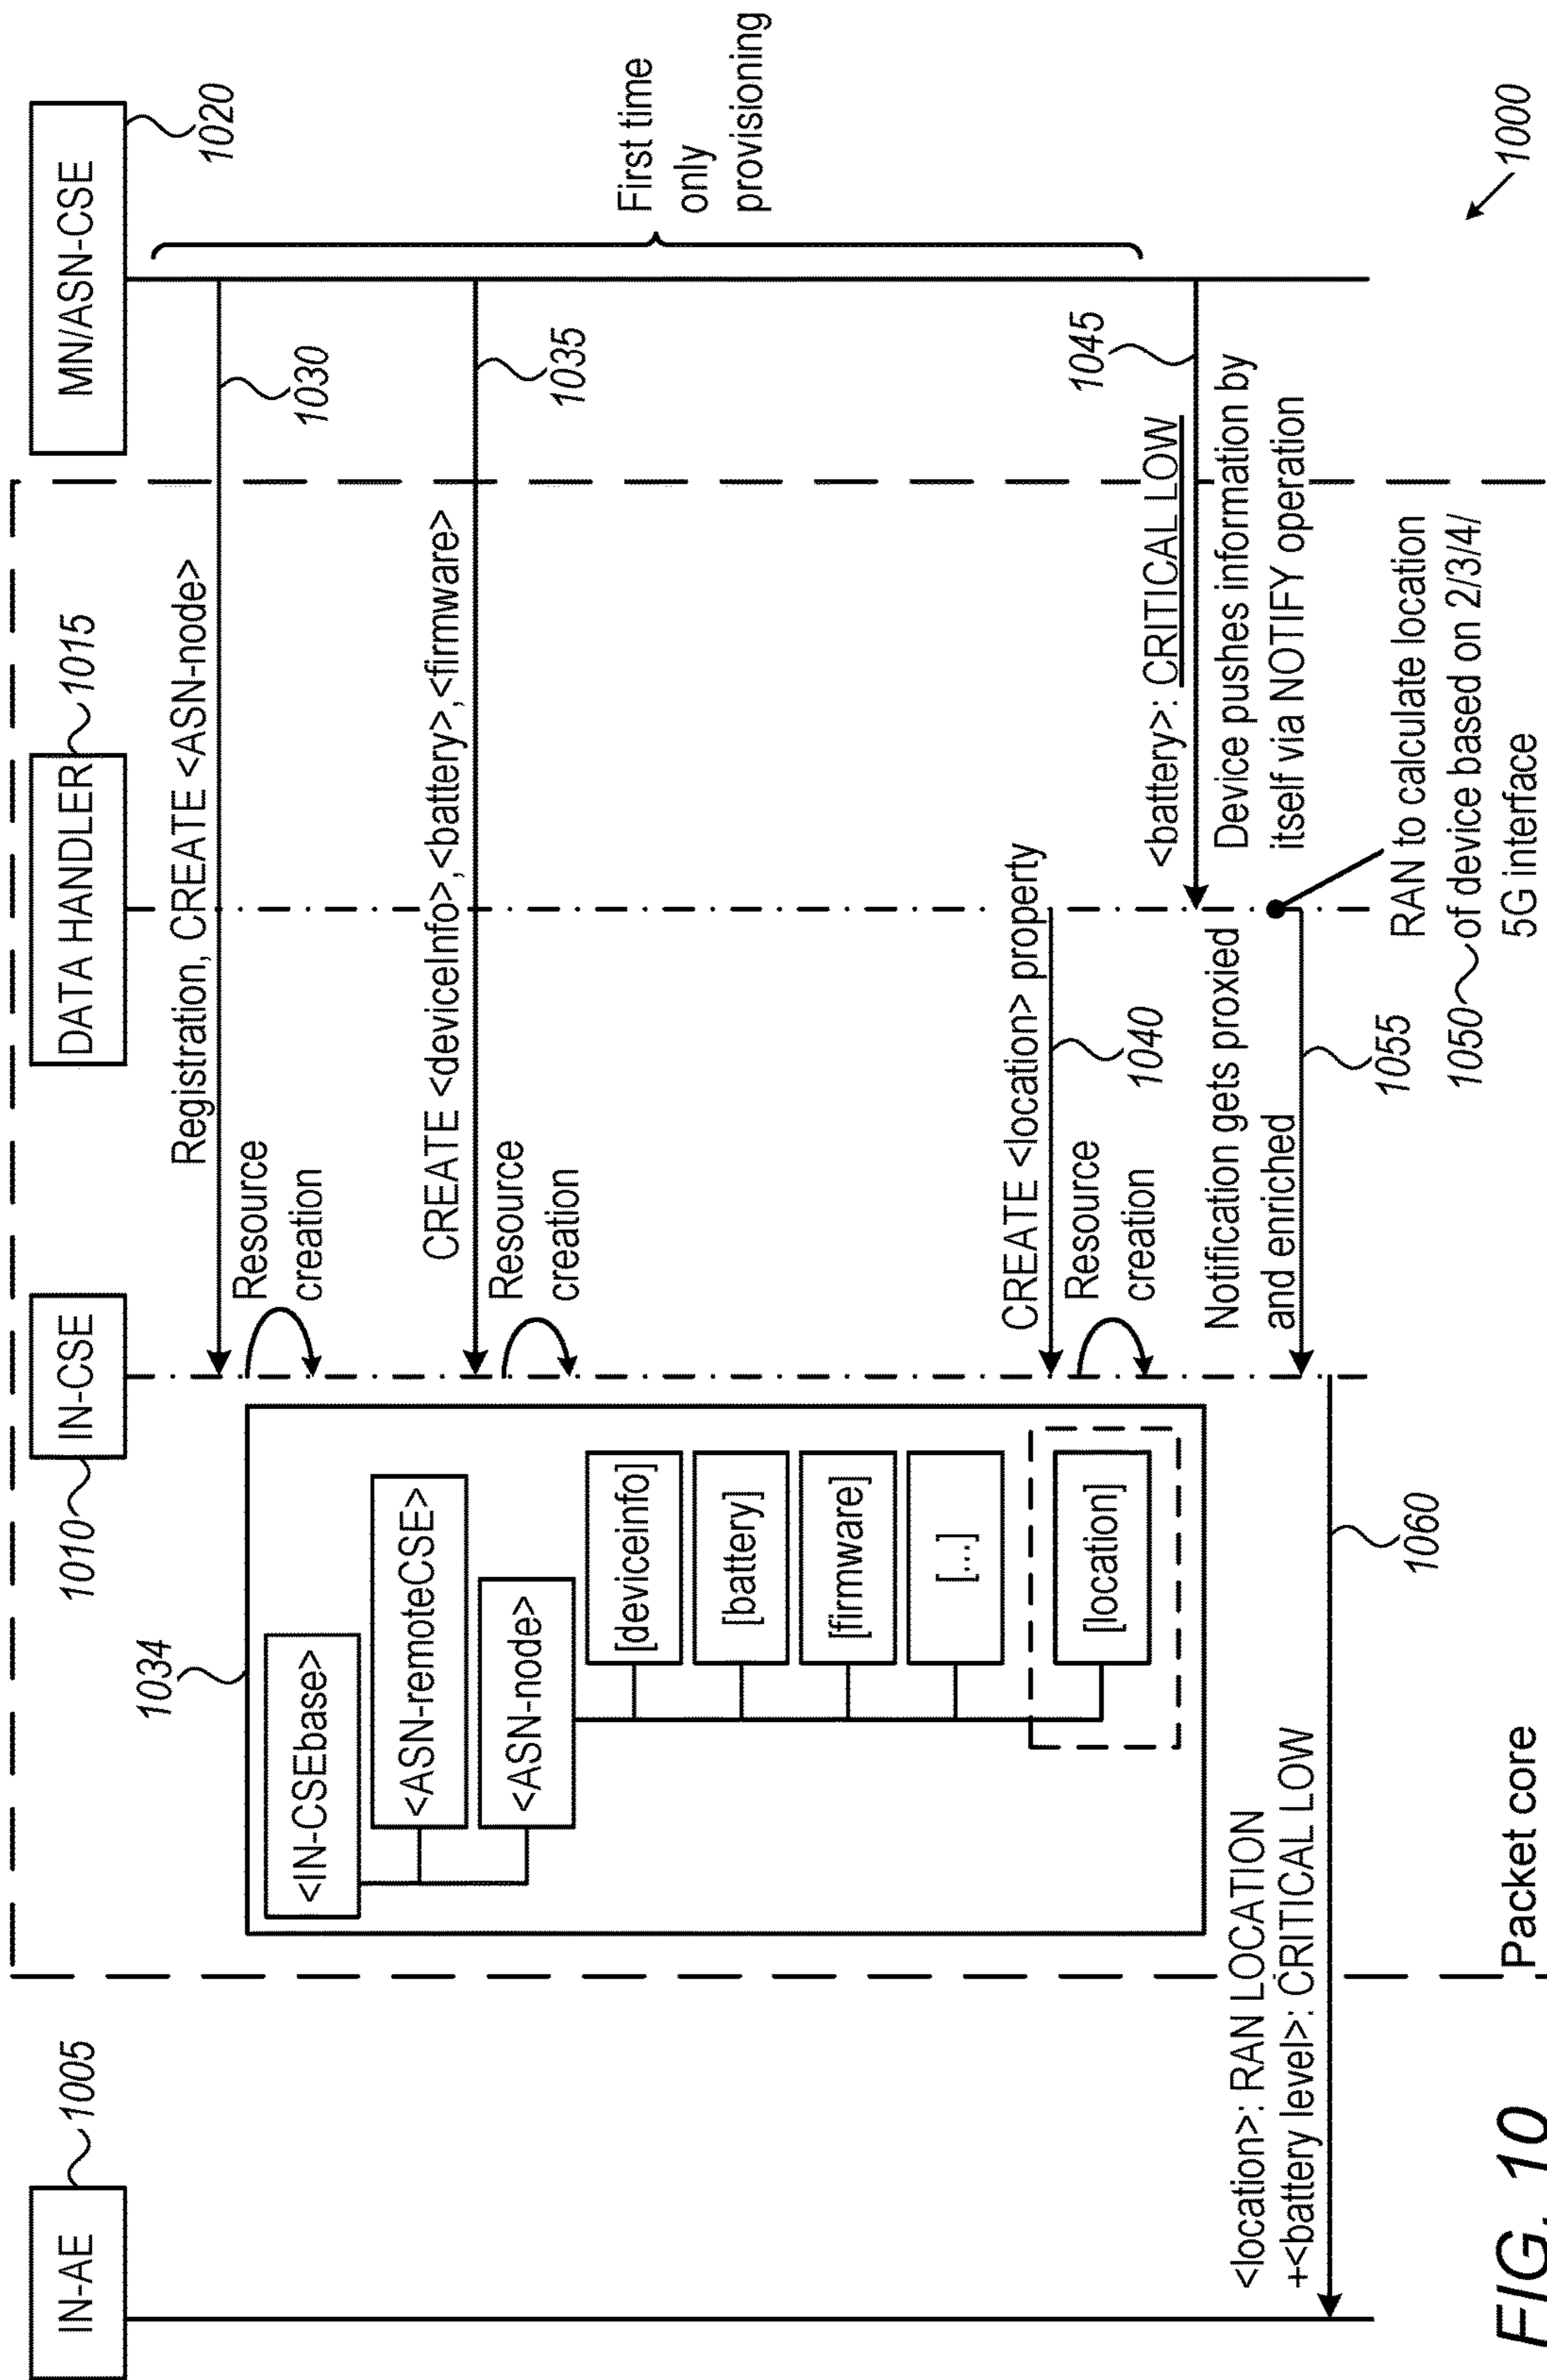 IN-AE
1005
IN-CSE
1010
DATA HANDLER
1015
MN/ASN-CSE
1020
Registration, CREATE <ASN-node>
1030
Resource
creation
1034
<IN-CSEbase>
<ASN-remoteCSE>
<ASN-node>
[deviceinfo]
[battery]
[firmware]
[...]
[location]
CREATE <deviceInfo>,<battery>,<firmware>
1035
Resource
creation
First time
only
provisioning
CREATE <location> property
1040
Resource
creation
<battery>: CRITICAL LOW
1045
Device pushes information by
itself via NOTIFY operation
Notification gets proxied
and enriched
1055
RAN to calculate location
1050 of device based on 2/3/4/
5G interface
<location>: RAN LOCATION
+<battery level>: CRITICAL LOW
1060
Packet core
1000
FIG. 10